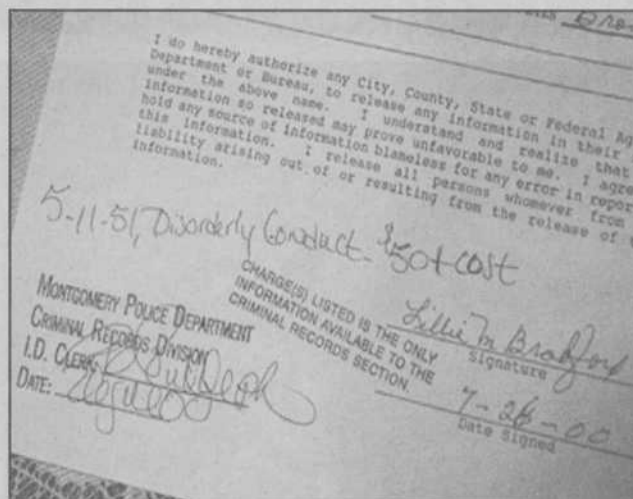 I do hereby authorize any City, County, State or Federal Ag
Department or Bureau, to release any information in their
under the above name. I understand and realize that
information so released may prove unfavorable to me. I agre
hold any source of information blameless for any error in repor
this information. I release all persons whomever from
liability arising out of or resulting from the release of
information.
5-11-51, Disorderly Conduct - $50 + cost
CHARGE(S) LISTED IS THE ONLY
INFORMATION AVAILABLE TO THE
CRIMINAL RECORDS SECTION.
Lillie M Bradford
Signature
7-26-00
Date Signed
MONTGOMERY POLICE DEPARTMENT
CRIMINAL RECORDS DIVISION
I.D. CLERK:
DATE: